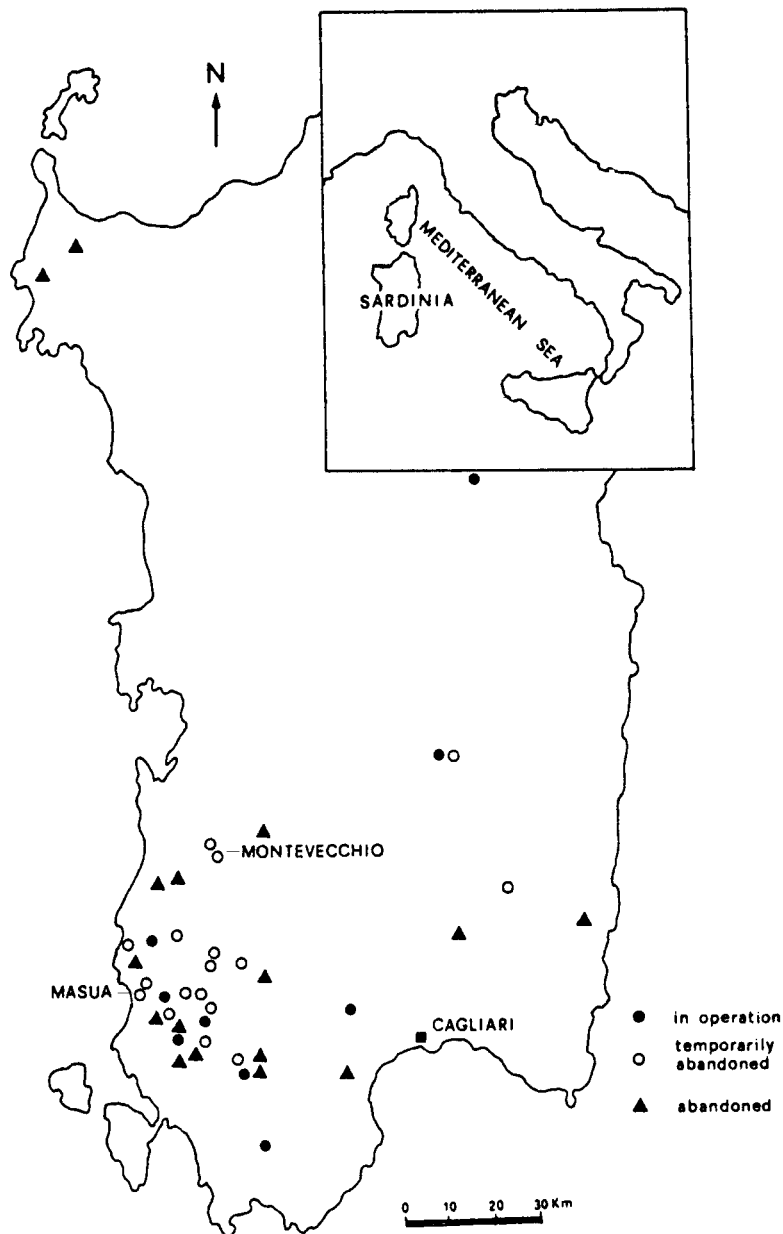 N
MEDITERRANEAN SEA
SARDINIA
MONTEVECCHIO
MASUA
CAGLIARI
in operation
temporarily
abandoned
abandoned
0 10 20 30 Km